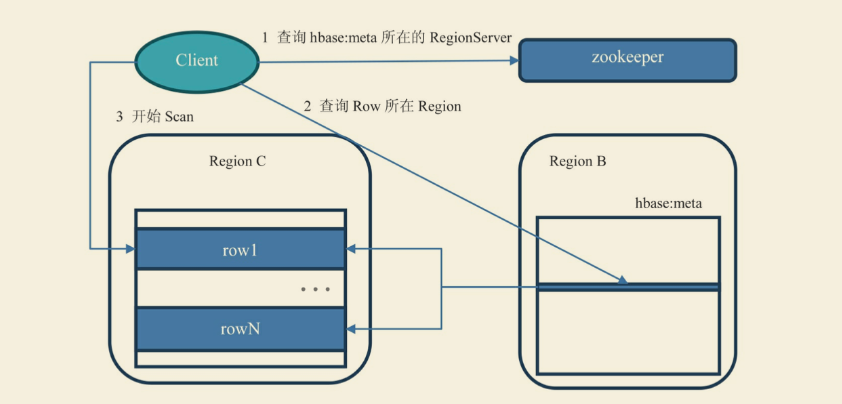 1 查询 hbase:meta 所在的 RegionServer
Client
zookeeper
2 查询 Row 所在 Region
3 开始 Scan
Region C
Region B
hbase:meta
row1
...
rowN